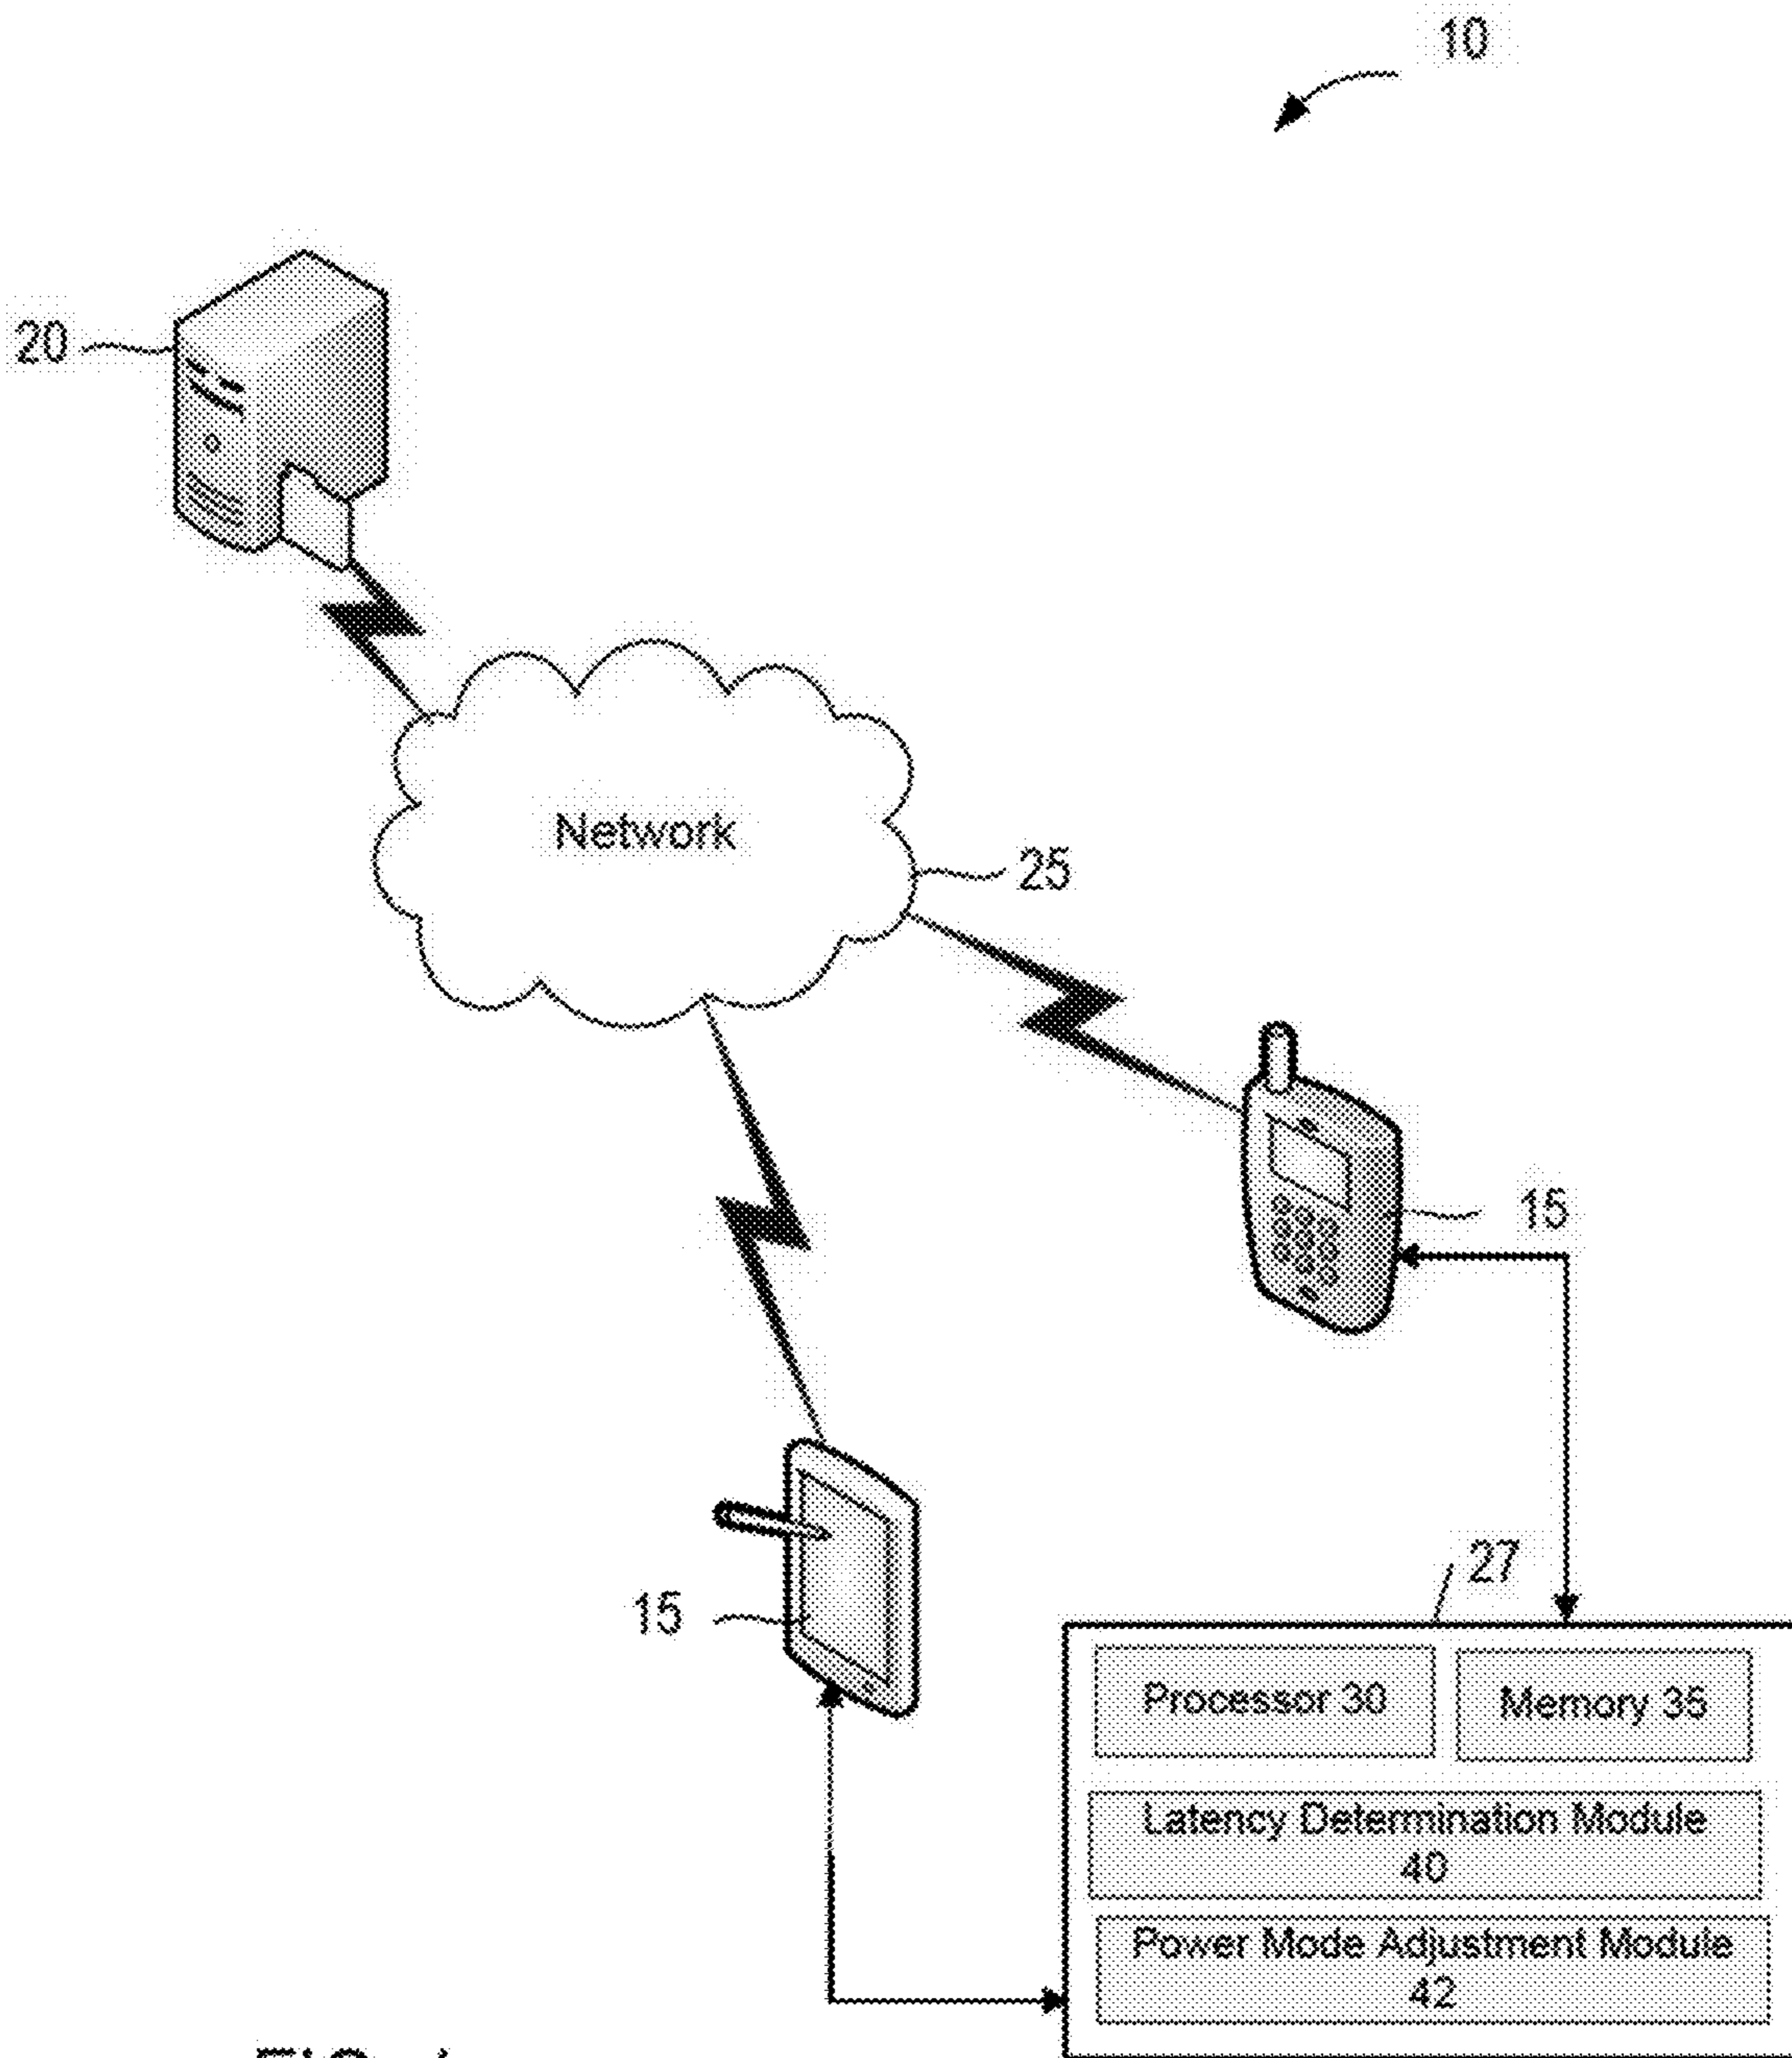 10
20
Network
25
15
27
15
Processor 30
Memory 35
Latency Determination Module
40
Power Mode Adjustment Module
42